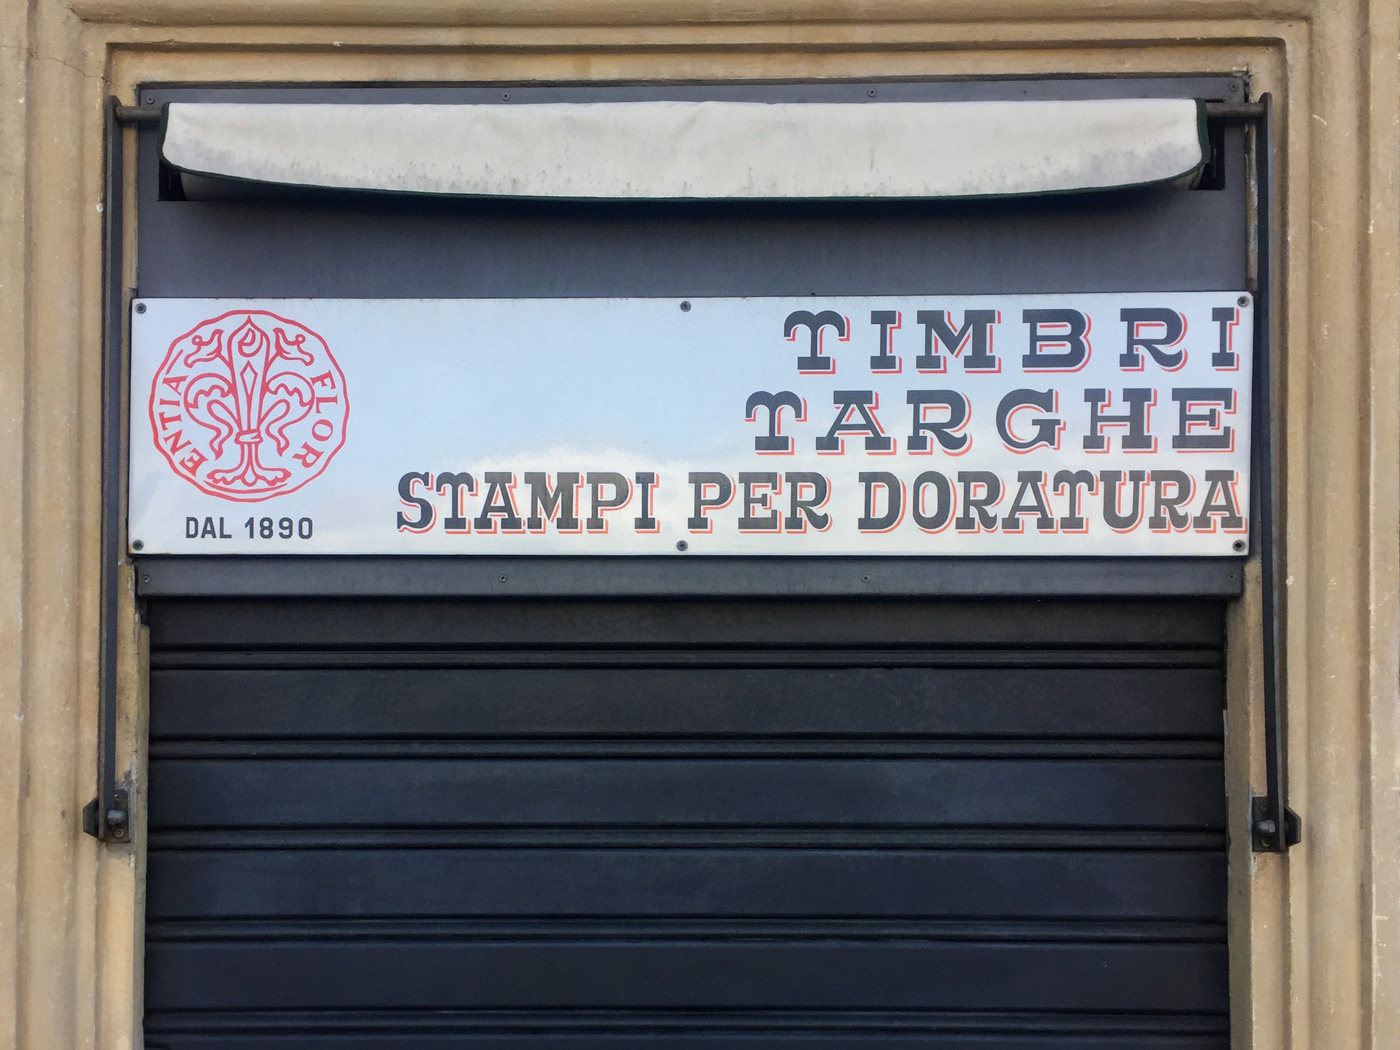 FLOR
ENTIA
DAL 1890
TIMBRI
TARGHE
STAMPI PER DORATURA